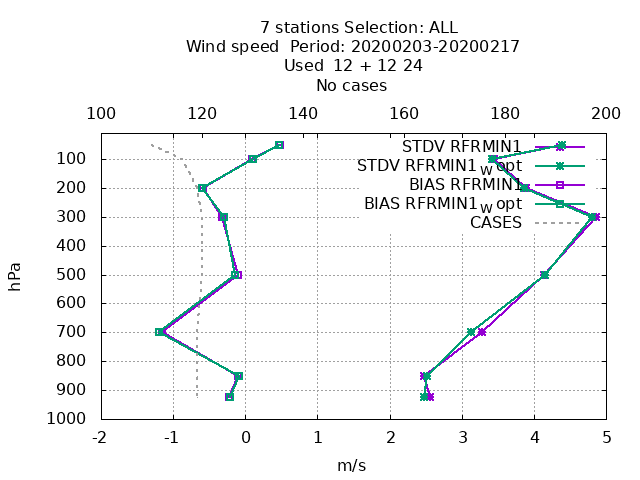 7 stations Selection: ALL
Wind speed  Period: 20200203-20200217
Used  12 + 12 24
No cases
100 120 140 160 180 200
STDV RFRMIN1
STDV RFRMIN1_W opt
BIAS RFRMIN1
BIAS RFRMIN1_W opt
CASES
100
200
300
400
500
600
700
800
900
1000
hPa
-2 -1 0 1 2 3 4 5
m/s